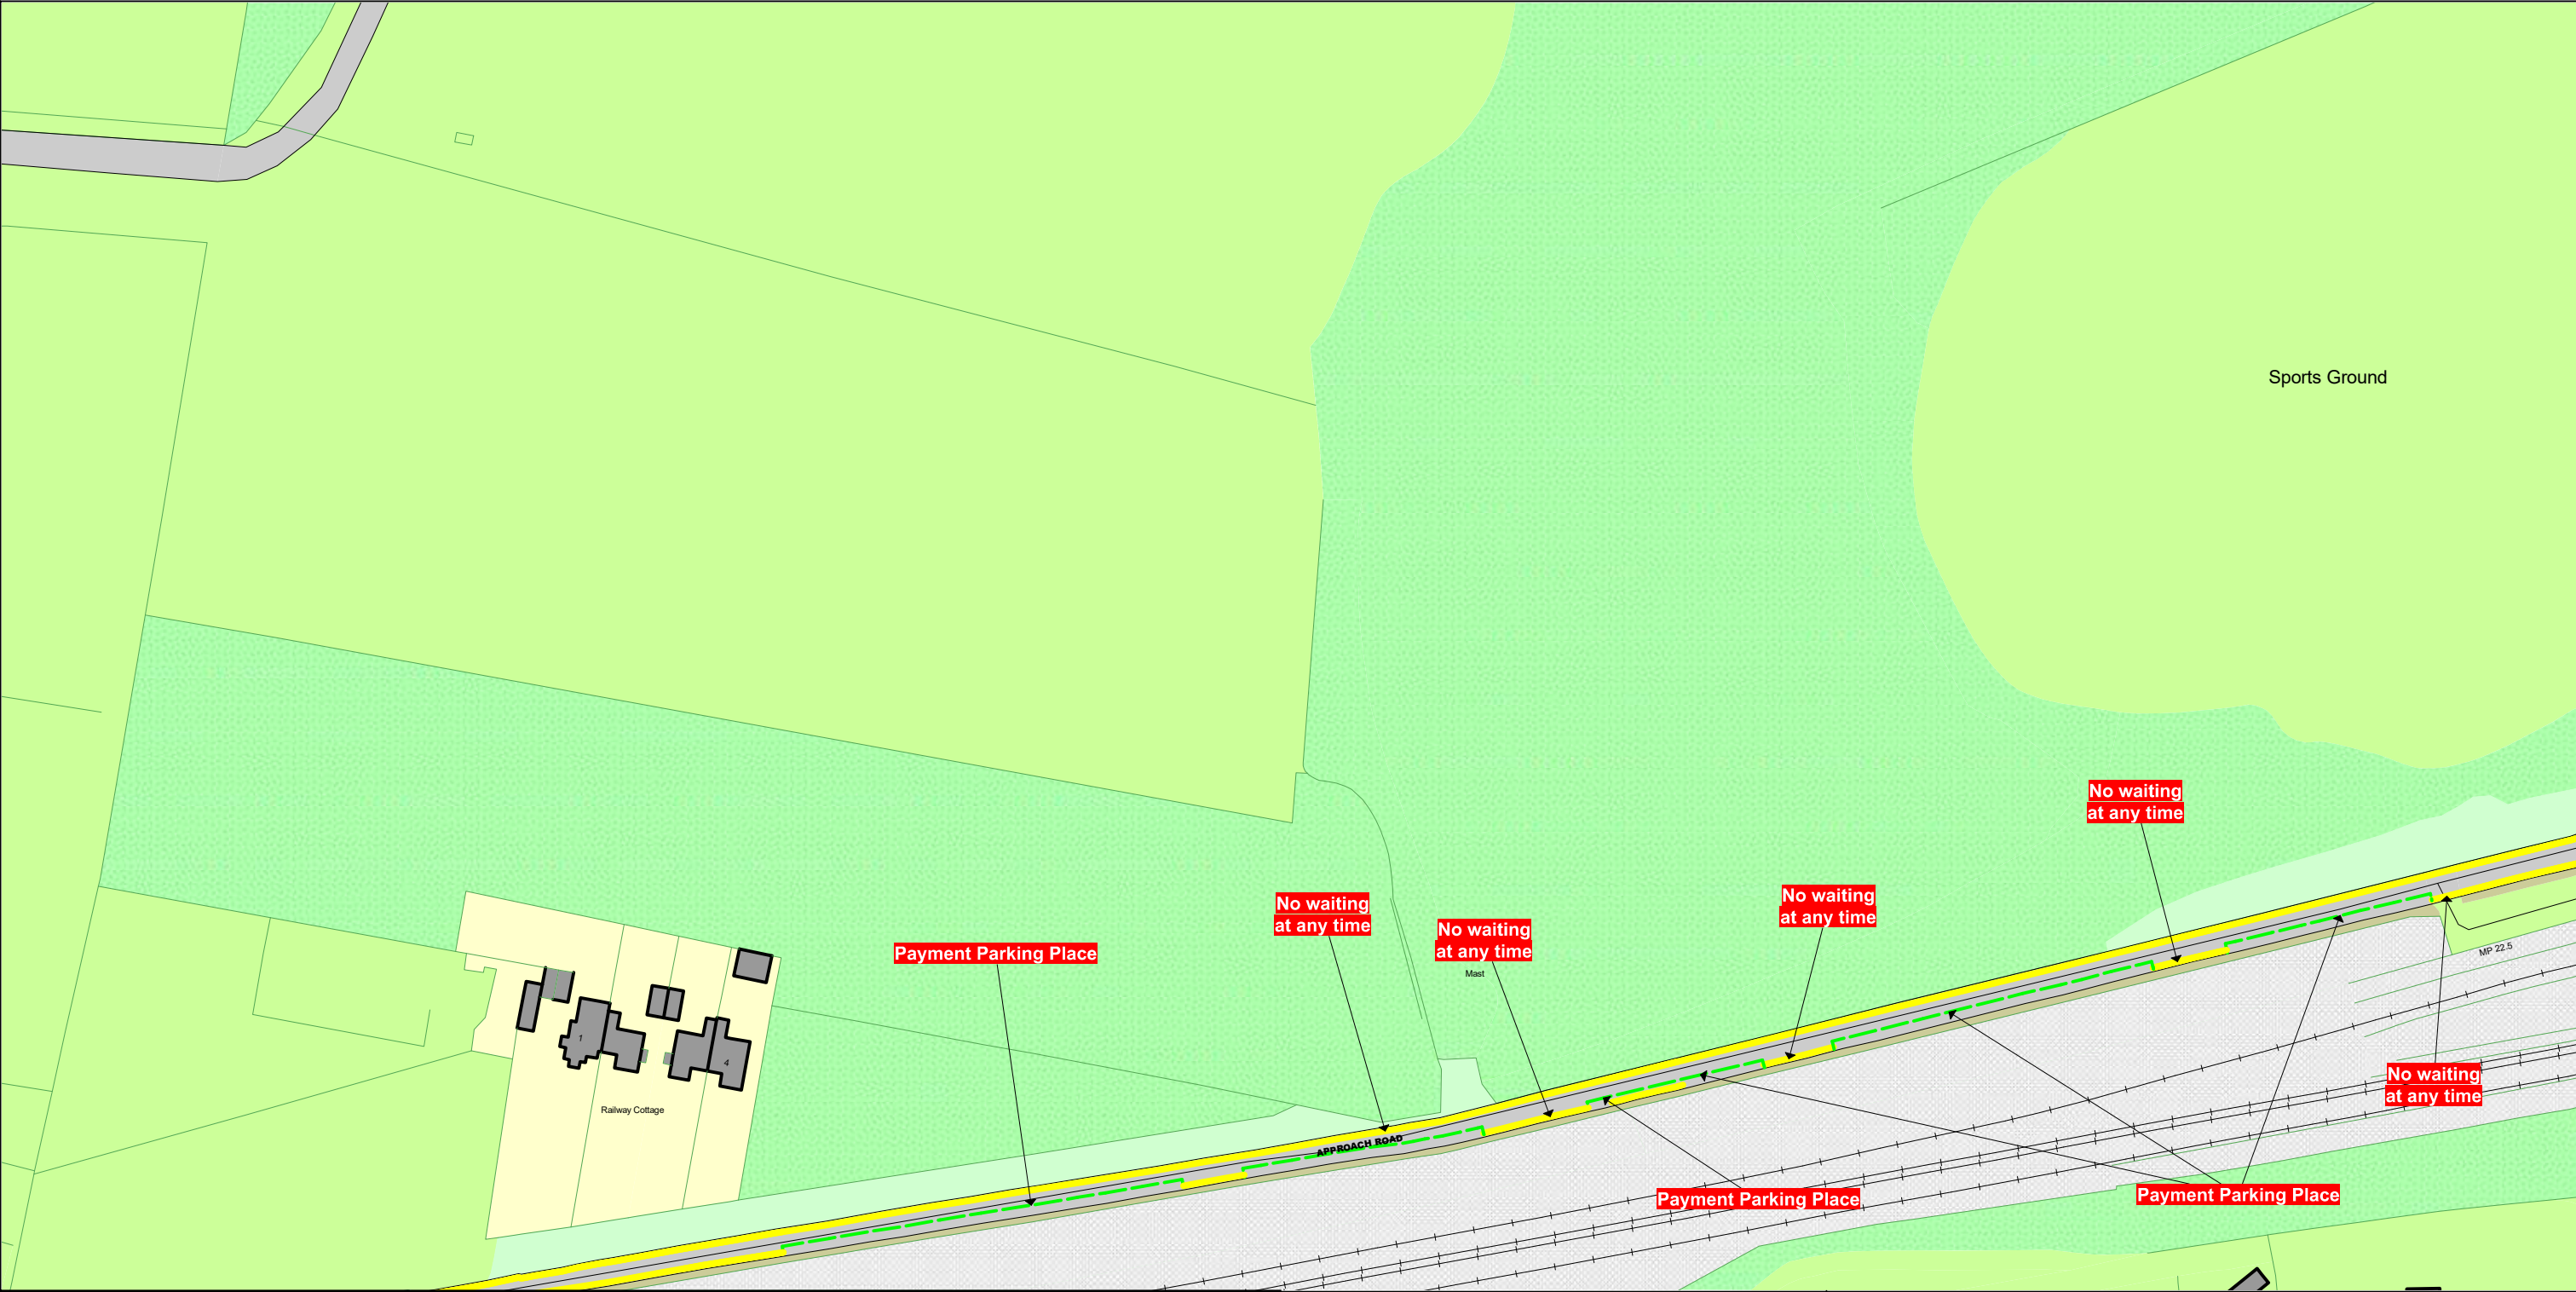 Sports Ground
No waiting
at any time
No waiting
at any time
No waiting
at any time
No waiting
at any time
Payment Parking Place
MP 22.5
Mast
1
4
No waiting
at any time
Railway Cottage
APPROACH ROAD
Payment Parking Place
Payment Parking Place